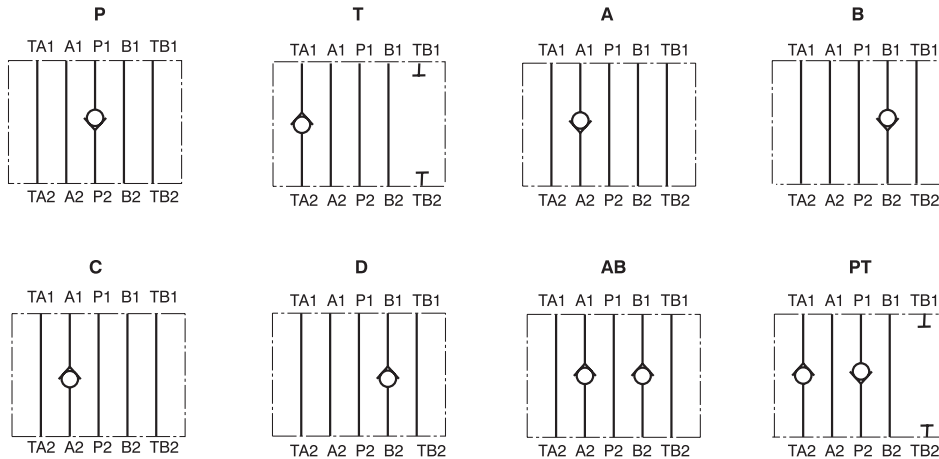 P T A B
TA1 A1 P1 B1 TB1 TA1 A1 P1 B1 TB1 TA1 A1 P1 B1 TB1 TA1 A1 P1 B1 TB1
TA2 A2 P2 B2 TB2 TA2 A2 P2 B2 TB2 TA2 A2 P2 B2 TB2 TA2 A2 P2 B2 TB2
C D AB PT
TA1 A1 P1 B1 TB1 TA1 A1 P1 B1 TB1 TA1 A1 P1 B1 TB1 TA1 A1 P1 B1 TB1
TA2 A2 P2 B2 TB2 TA2 A2 P2 B2 TB2 TA2 A2 P2 B2 TB2 TA2 A2 P2 B2 TB2